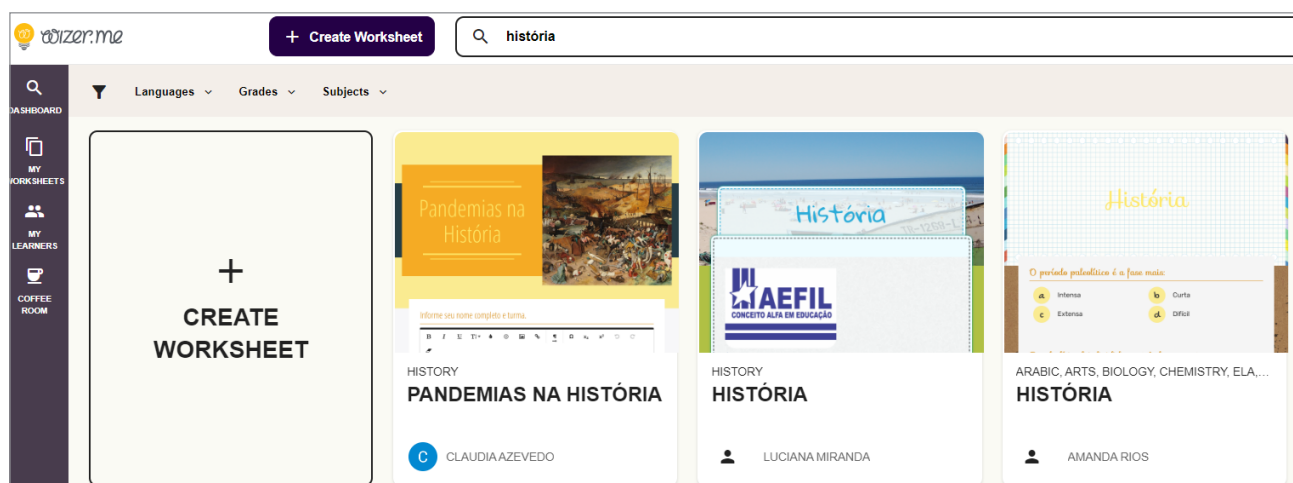 wizer.me
+ Create Worksheet
história
Languages
Grades
Subjects
DASHBOARD
MY
WORKSHEETS
MY
LEARNERS
COFFEE
ROOM
+
CREATE
WORKSHEET
Pandemias na
História
Informe seu nome completo e turma.
HISTORY
PANDEMIAS NA HISTÓRIA
C
CLAUDIA AZEVEDO
História
AEFIL
CONCEITO ALFA EM EDUCAÇÃO
HISTORY
HISTÓRIA
LUCIANA MIRANDA
História
O período paleolítico é a fase mais:
a Intensa
b Curta
c Extensa
d Difícil
ARABIC, ARTS, BIOLOGY, CHEMISTRY, ELA,...
HISTÓRIA
AMANDA RIOS